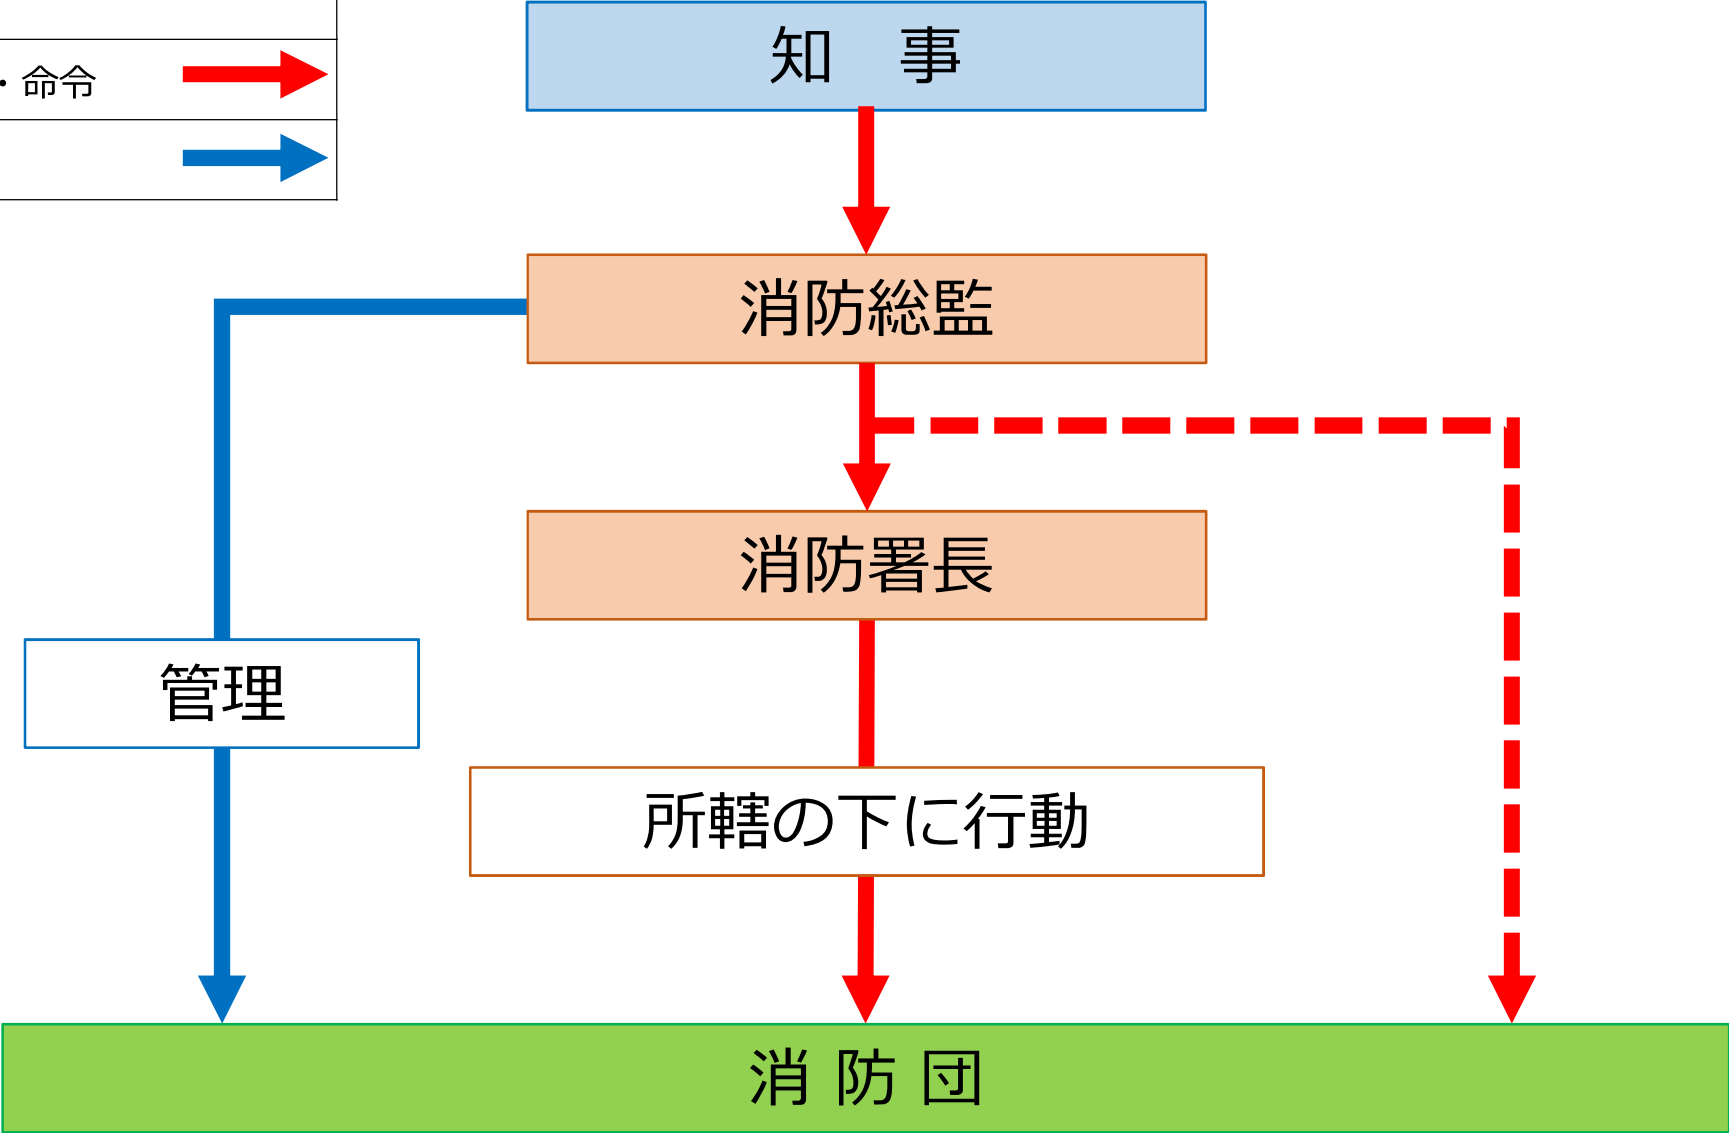 知　事
・命令
消防総監
消防署長
管理
所轄の下に行動
消 防 団